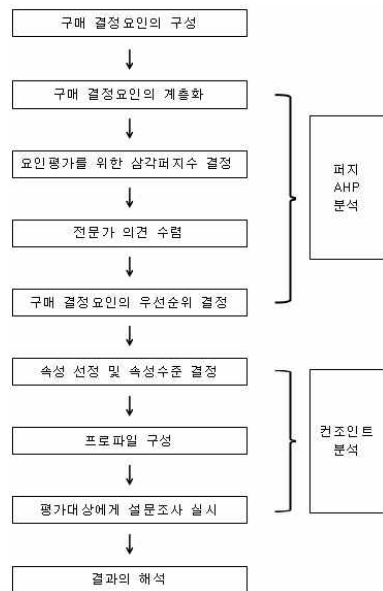 구매 결정요인의 구성
구매 결정요인의 계층화
요인평가를 위한 삼각퍼지수 결정
전문가 의견 수렴
구매 결정요인의 우선순위 결정
퍼지
AHP
분석
속성 선정 및 속성수준 결정
프로파일 구성
평가대상에게 설문조사 실시
컨조인트
분석
결과의 해석